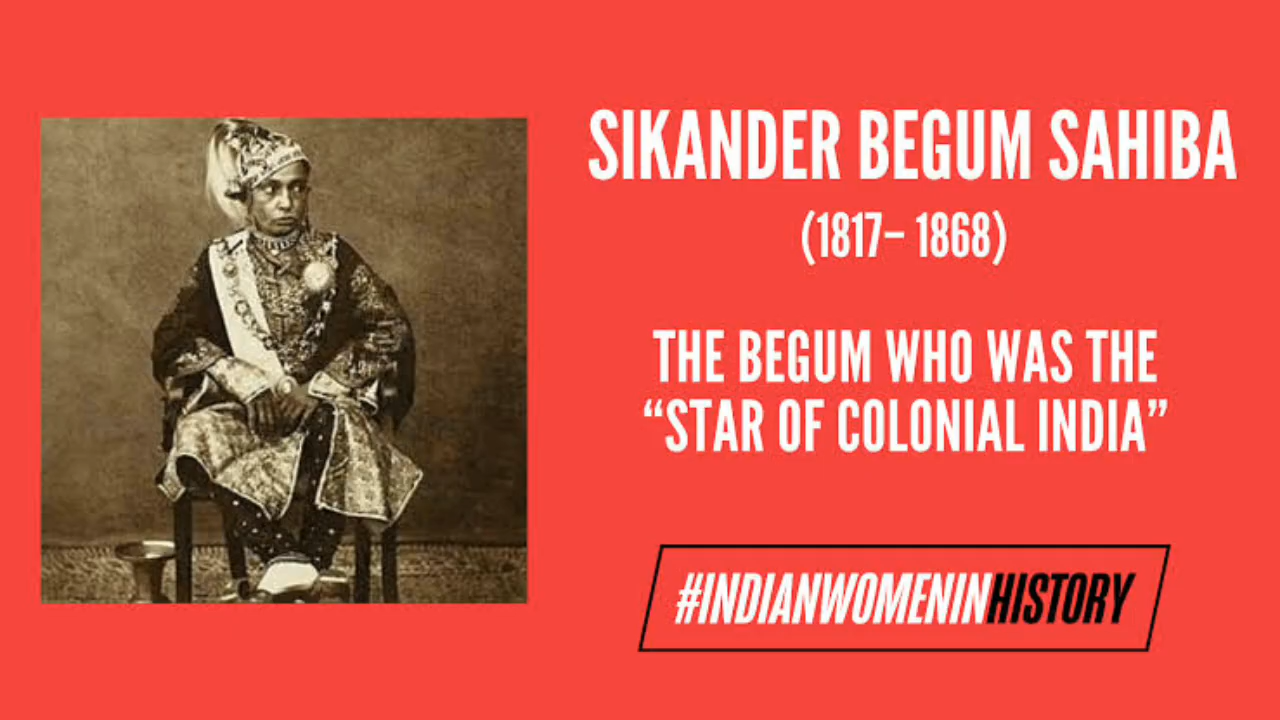 SIKANDER BEGUM SAHIBA
(1817– 1868)
THE BEGUM WHO WAS THE
“STAR OF COLONIAL INDIA”
#INDIANWOMENINHISTORY